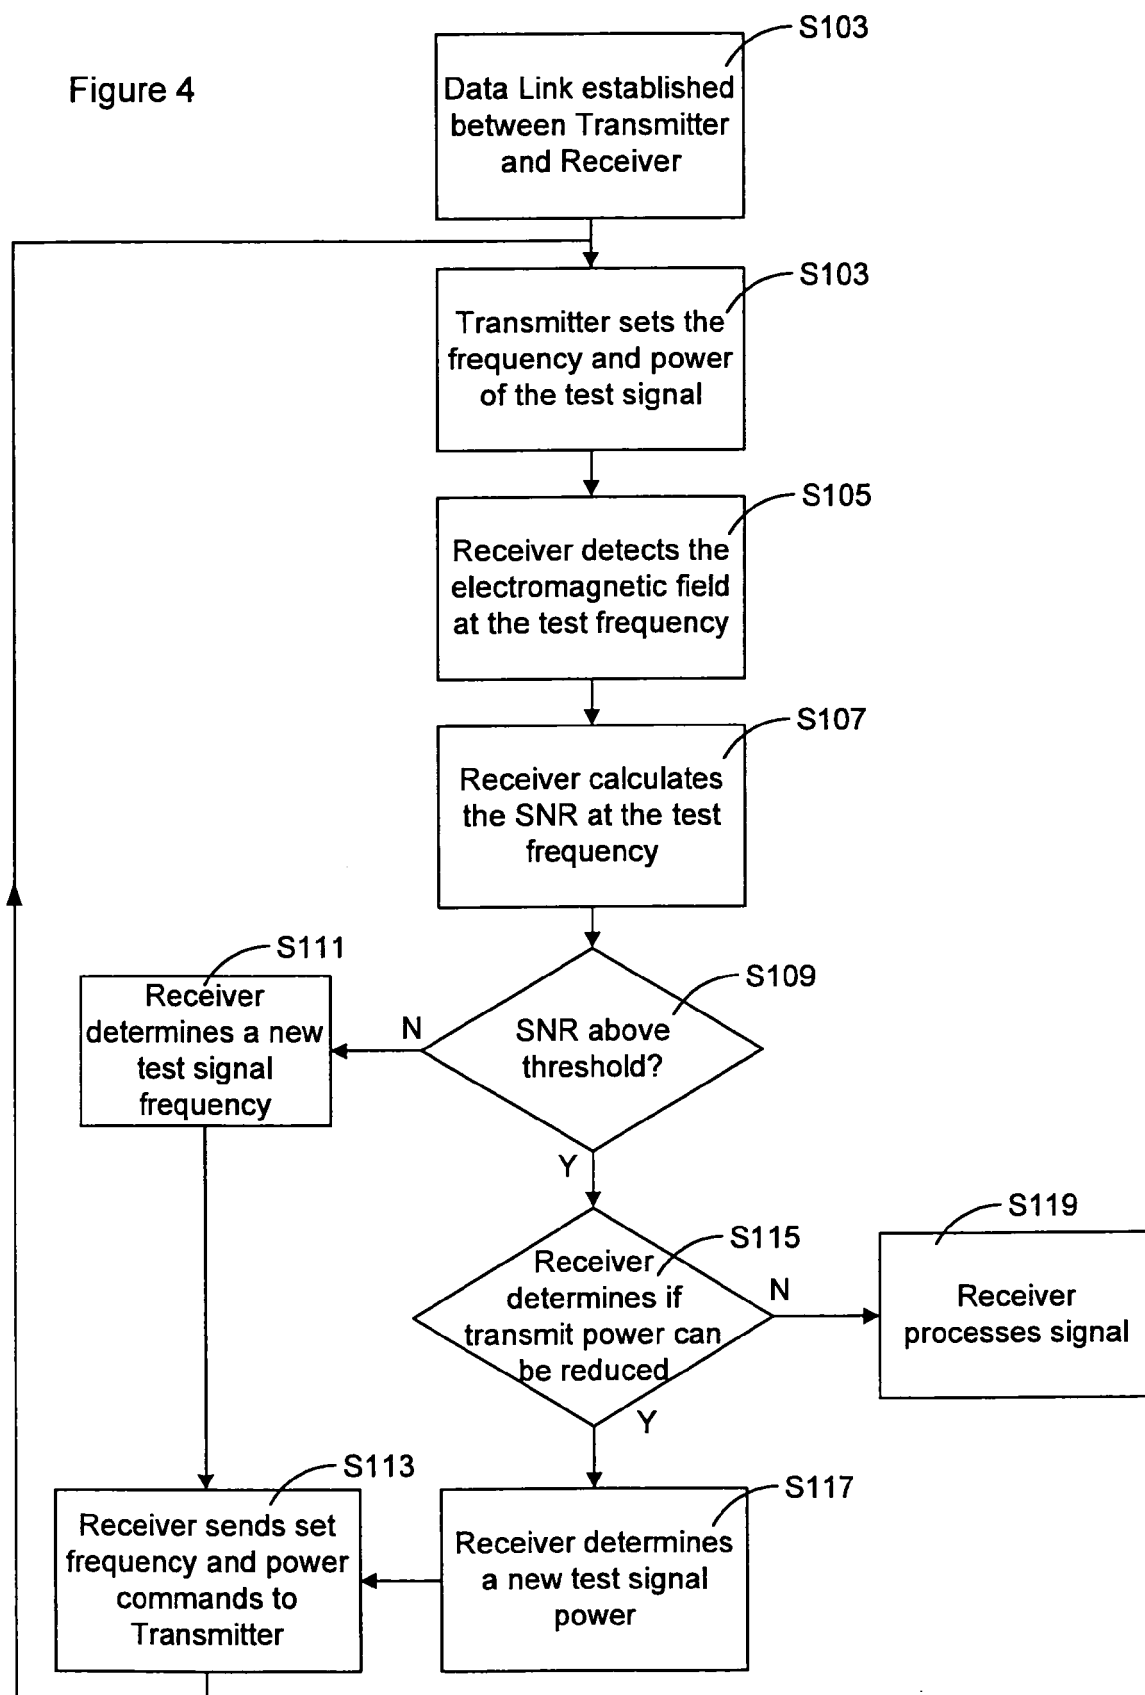 Figure 4
S103
Data Link established
between Transmitter
and Receiver
S103
Transmitter sets the
frequency and power
of the test signal
S105
Receiver detects the
electromagnetic field
at the test frequency
S107
Receiver calculates
the SNR at the test
frequency
S109
SNR above
threshold?
N
S111
Receiver
determines a new
test signal
frequency
Y
S115
Receiver
determines if
transmit power can
be reduced
N
S119
Receiver
processes signal
Y
S117
Receiver determines
a new test signal
power
S113
Receiver sends set
frequency and power
commands to
Transmitter